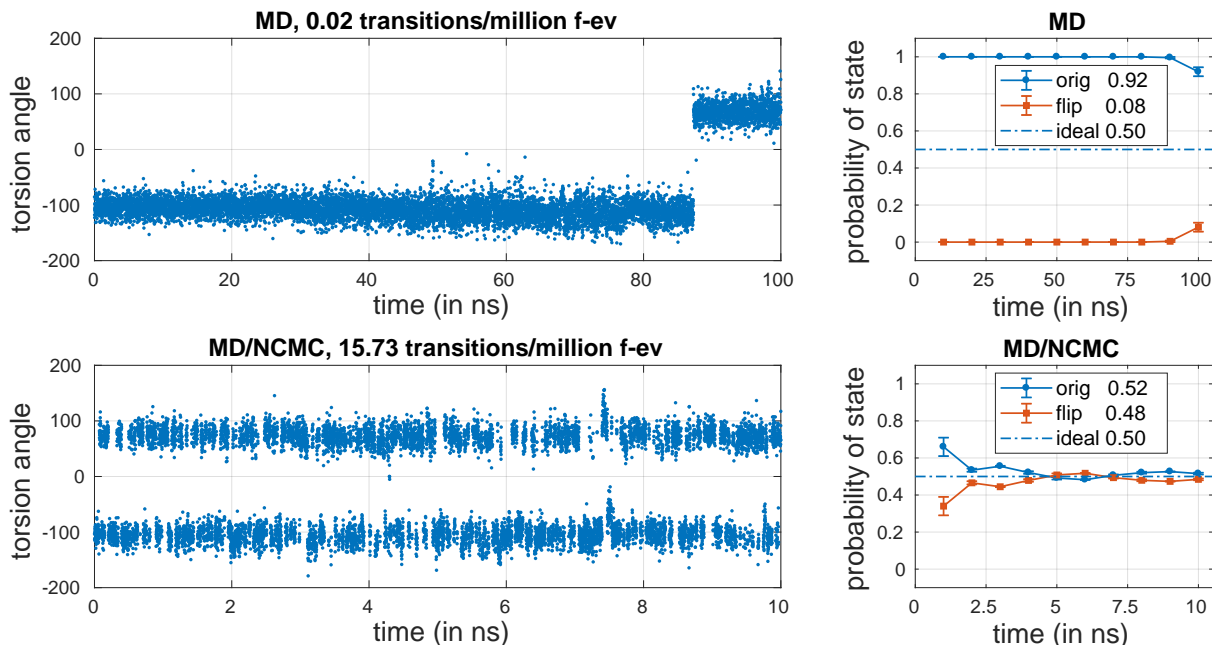 MD, 0.02 transitions/million f-ev
200
100
0
-100
-200
torsion angle
0
20
40
60
80
100
time (in ns)
MD
1
0.8
0.6
0.4
0.2
0
probability of state
orig 0.92
flip 0.08
ideal 0.50
0
25
50
75
100
time (in ns)
MD/NCMC, 15.73 transitions/million f-ev
200
100
0
-100
-200
torsion angle
0
2
4
6
8
10
time (in ns)
MD/NCMC
1
0.8
0.6
0.4
0.2
0
probability of state
orig 0.52
flip 0.48
ideal 0.50
0
2.5
5
7.5
10
time (in ns)